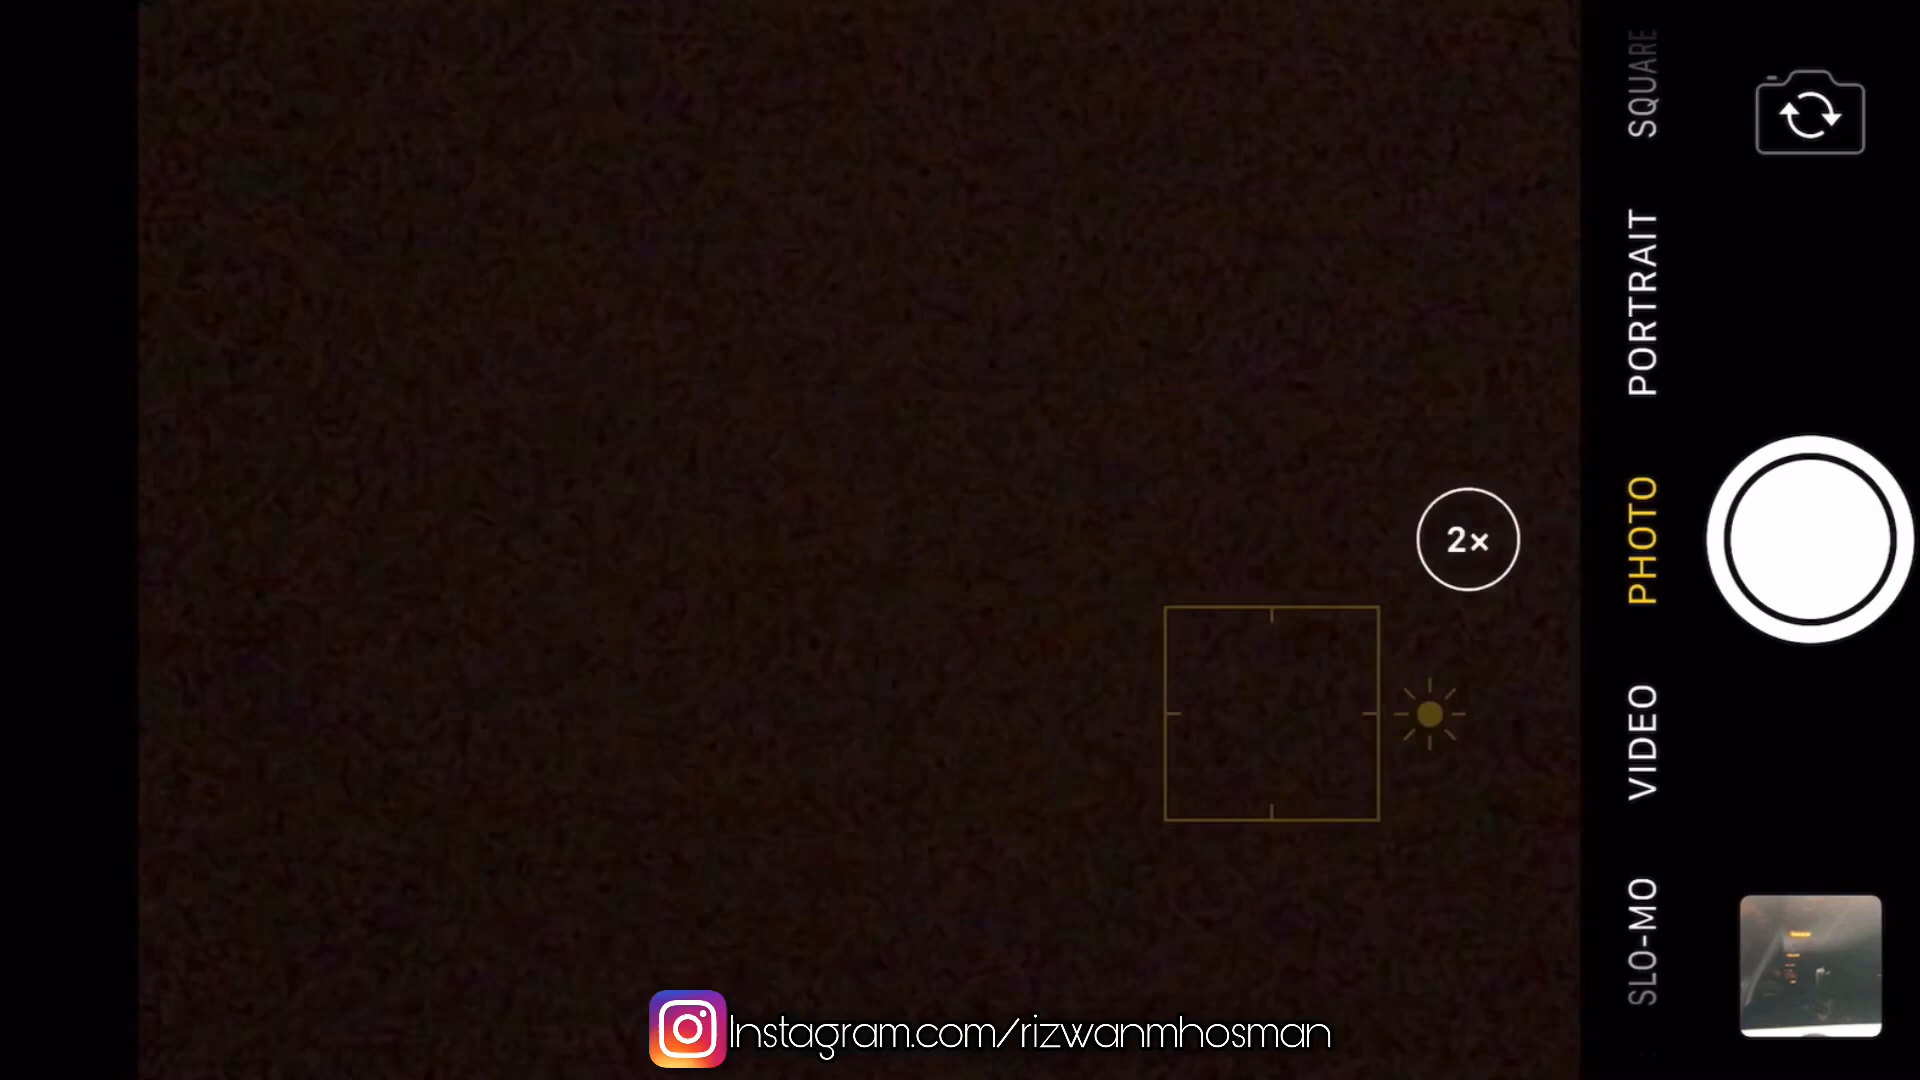 SQUARE
PORTRAIT
PHOTO
VIDEO
SLO-MO
2×
Instagram.com/rizwanmhosman